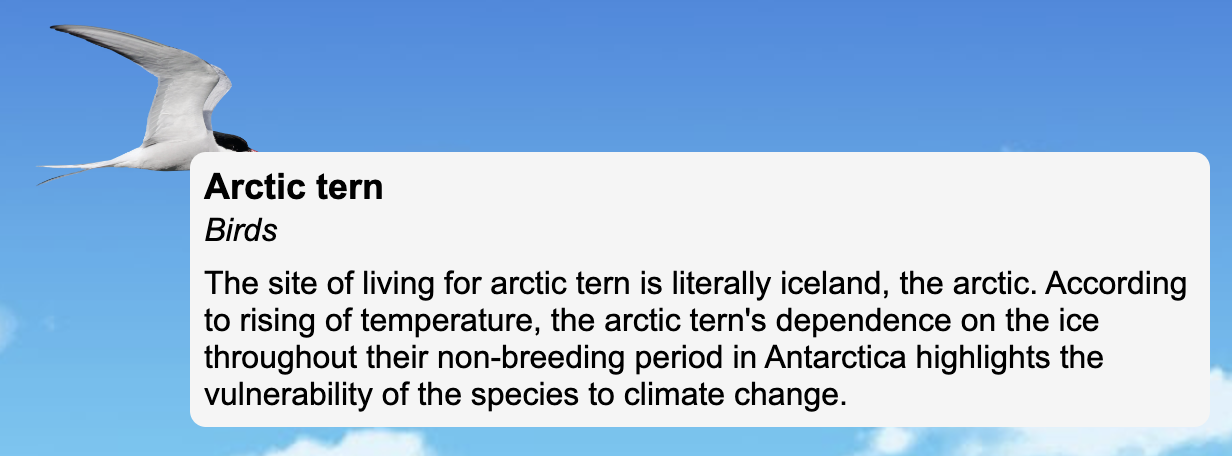 Arctic tern
Birds
The site of living for arctic tern is literally iceland, the arctic. According
to rising of temperature, the arctic tern's dependence on the ice
throughout their non-breeding period in Antarctica highlights the
vulnerability of the species to climate change.